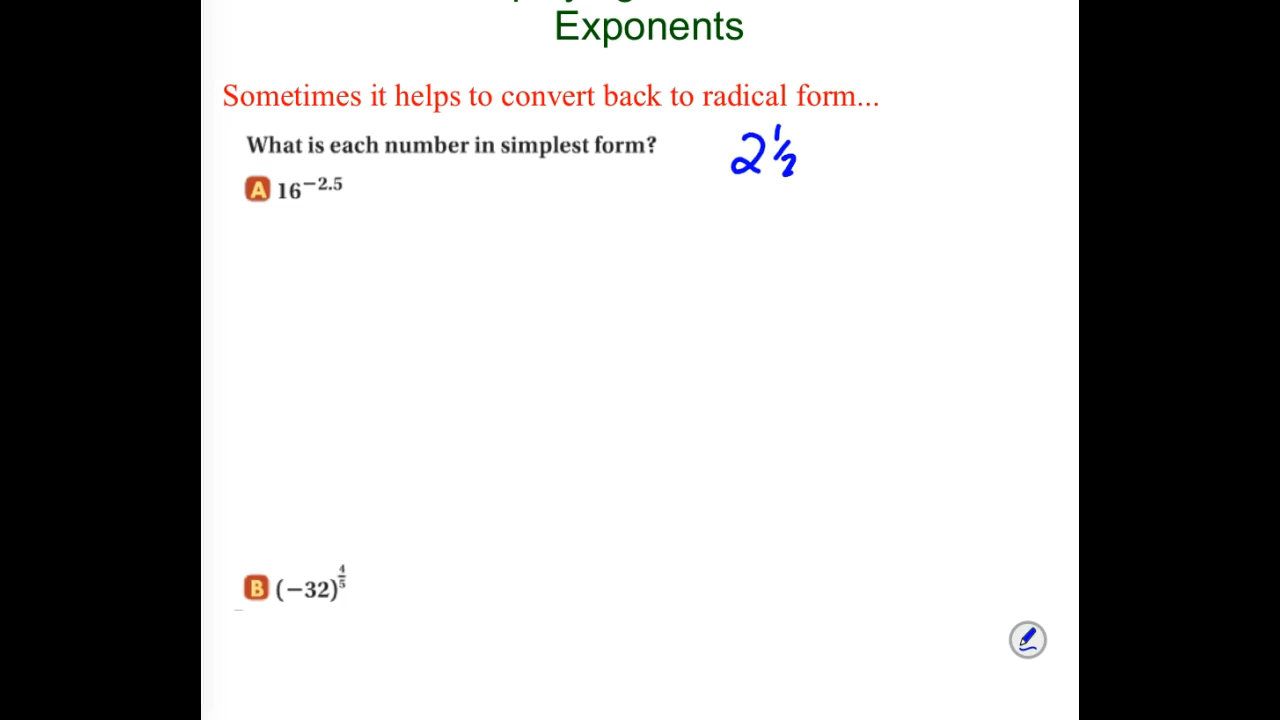 Exponents
Sometimes it helps to convert back to radical form...
What is each number in simplest form?
2 1/2
A 16^−2.5
B (−32)^4/5